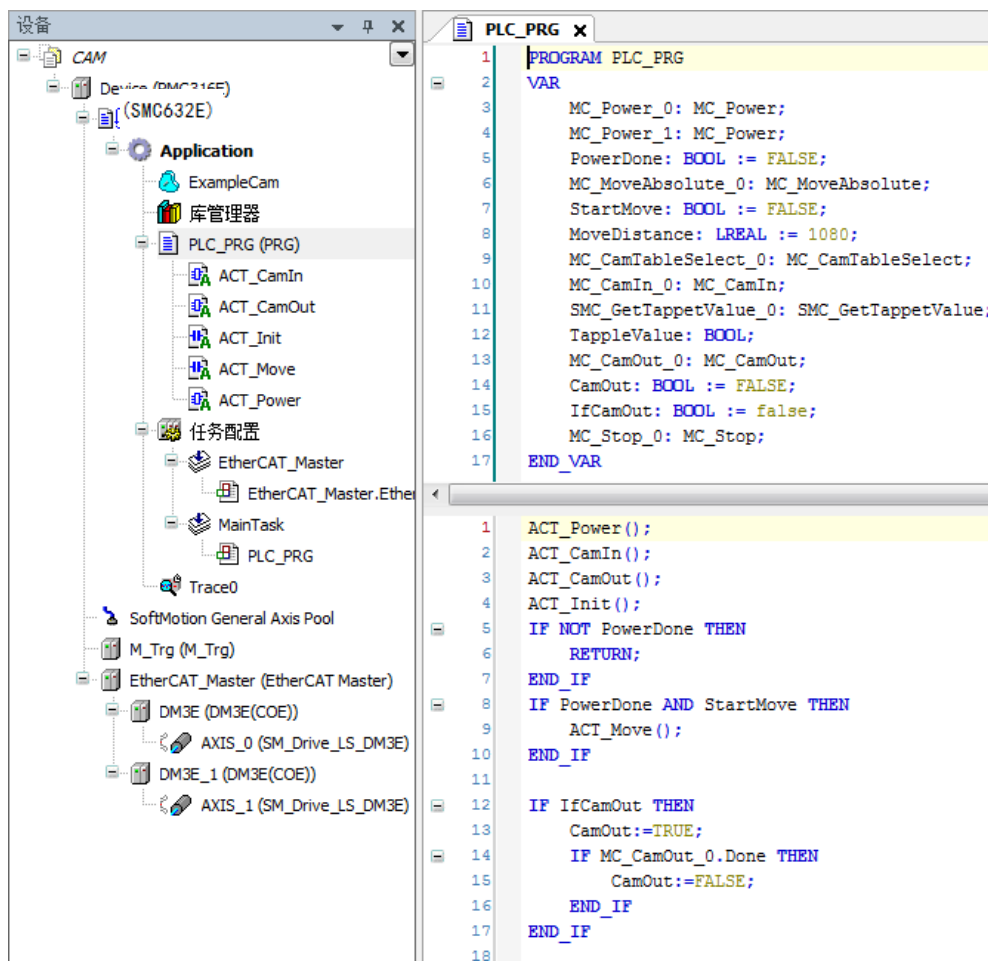 设备
CAM
Device (PMC316E)
(SMC632E)
Application
ExampleCam
库管理器
PLC_PRG (PRG)
ACT_CamIn
ACT_CamOut
ACT_Init
ACT_Move
ACT_Power
任务配置
EtherCAT_Master
EtherCAT_Master.Ether
MainTask
PLC_PRG
Trace0
SoftMotion General Axis Pool
M_Trg (M_Trg)
EtherCAT_Master (EtherCAT Master)
DM3E (DM3E(COE))
AXIS_0 (SM_Drive_LS_DM3E)
DM3E_1 (DM3E(COE))
AXIS_1 (SM_Drive_LS_DM3E)
PLC_PRG
1 PROGRAM PLC_PRG
2 VAR
3 MC_Power_0: MC_Power;
4 MC_Power_1: MC_Power;
5 PowerDone: BOOL := FALSE;
6 MC_MoveAbsolute_0: MC_MoveAbsolute;
7 StartMove: BOOL := FALSE;
8 MoveDistance: LREAL := 1080;
9 MC_CamTableSelect_0: MC_CamTableSelect;
10 MC_CamIn_0: MC_CamIn;
11 SMC_GetTappetValue_0: SMC_GetTappetValue;
12 TappleValue: BOOL;
13 MC_CamOut_0: MC_CamOut;
14 CamOut: BOOL := FALSE;
15 IfCamOut: BOOL := false;
16 MC_Stop_0: MC_Stop;
17 END_VAR
1 ACT_Power();
2 ACT_CamIn();
3 ACT_CamOut();
4 ACT_Init();
5 IF NOT PowerDone THEN
6 RETURN;
7 END_IF
8 IF PowerDone AND StartMove THEN
9 ACT_Move();
10 END_IF
11
12 IF IfCamOut THEN
13 CamOut:=TRUE;
14 IF MC_CamOut_0.Done THEN
15 CamOut:=FALSE;
16 END_IF
17 END_IF
18